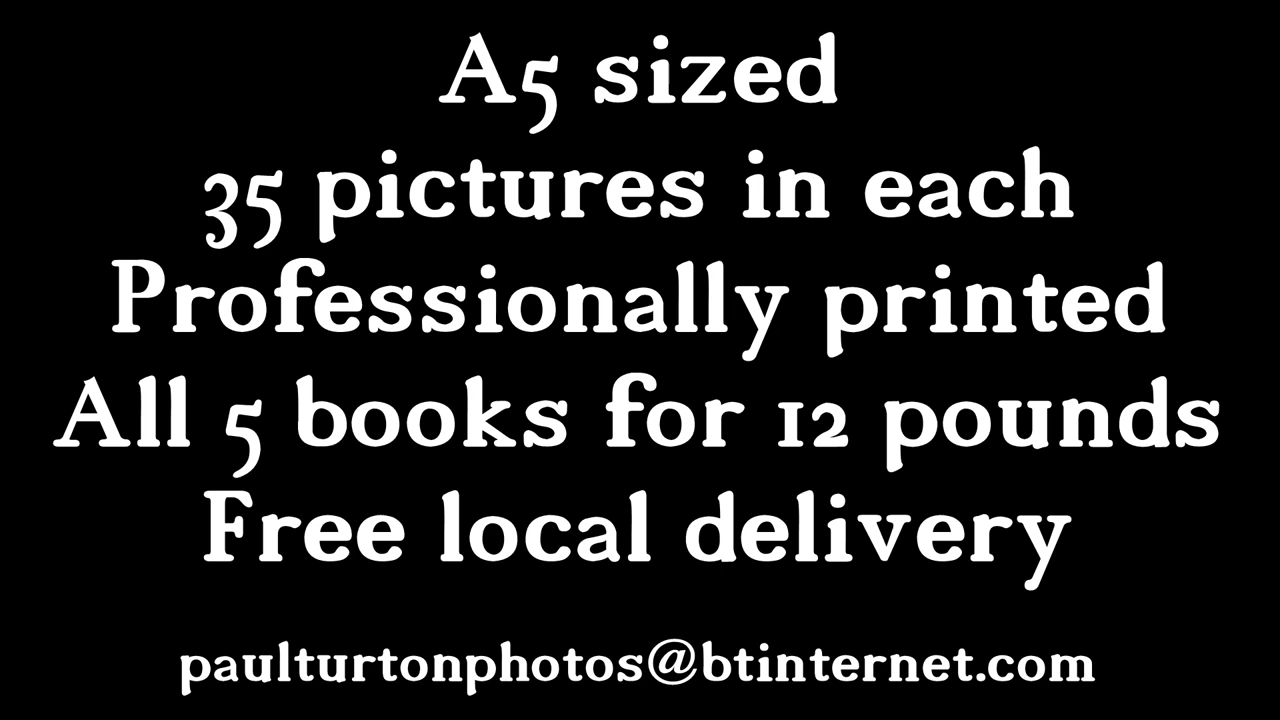 A5 sized
35 pictures in each
Professionally printed
All 5 books for 12 pounds
Free local delivery
paulturtonphotos@btinternet.com